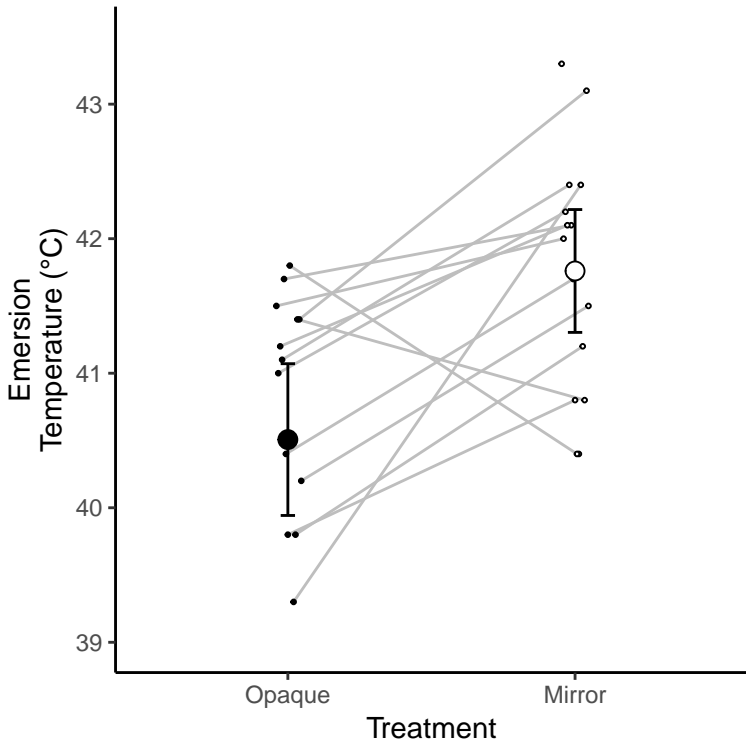 Emersion
Temperature (°C)
43
42
41
40
39
Opaque
Mirror
Treatment